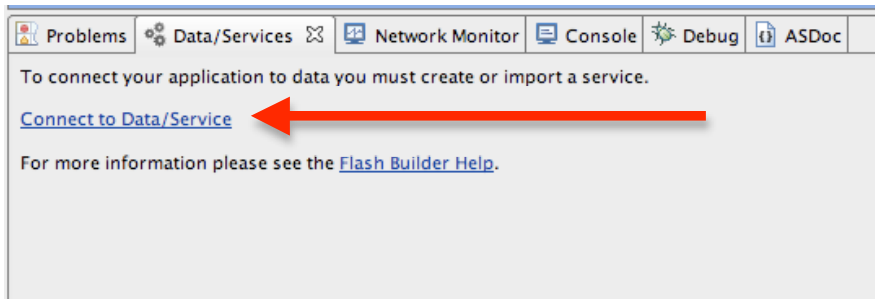 Problems Data/Services Network Monitor Console Debug ASDoc
To connect your application to data you must create or import a service.
Connect to Data/Service
For more information please see the Flash Builder Help.